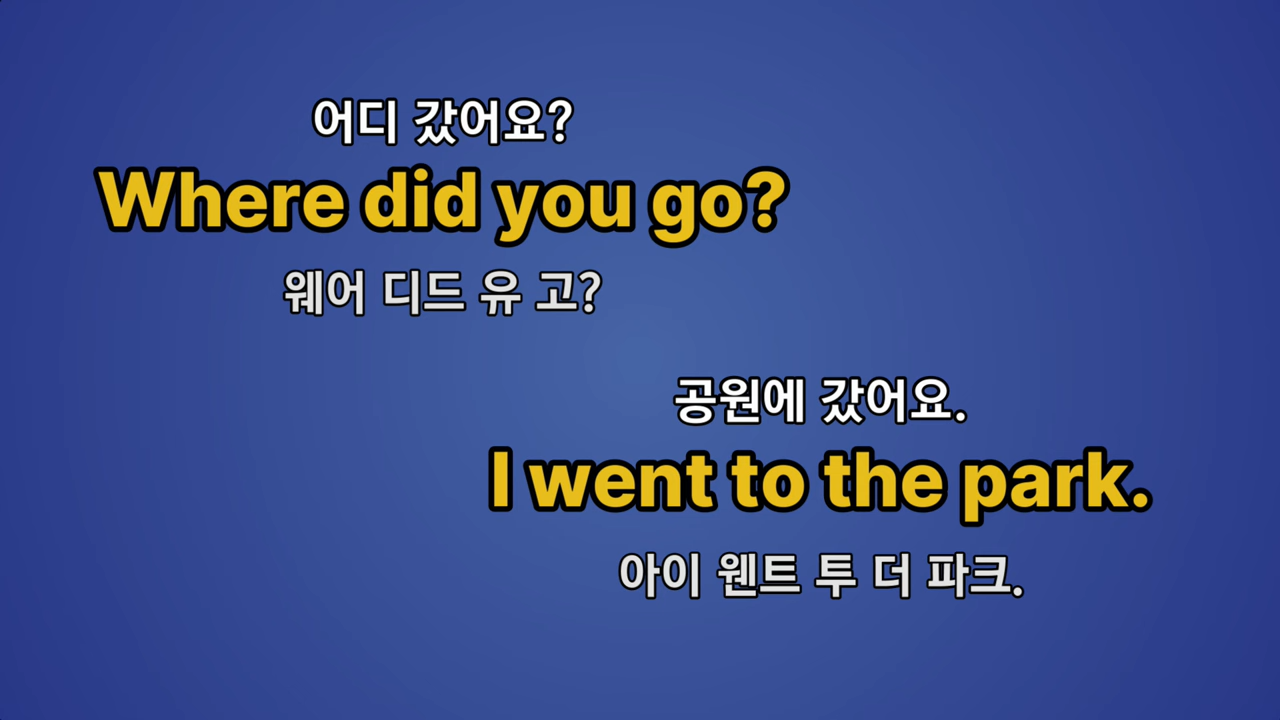 어디 갔어요?
Where did you go?
웨어 디드 유 고?
공원에 갔어요.
I went to the park.
아이 웬트 투 더 파크.